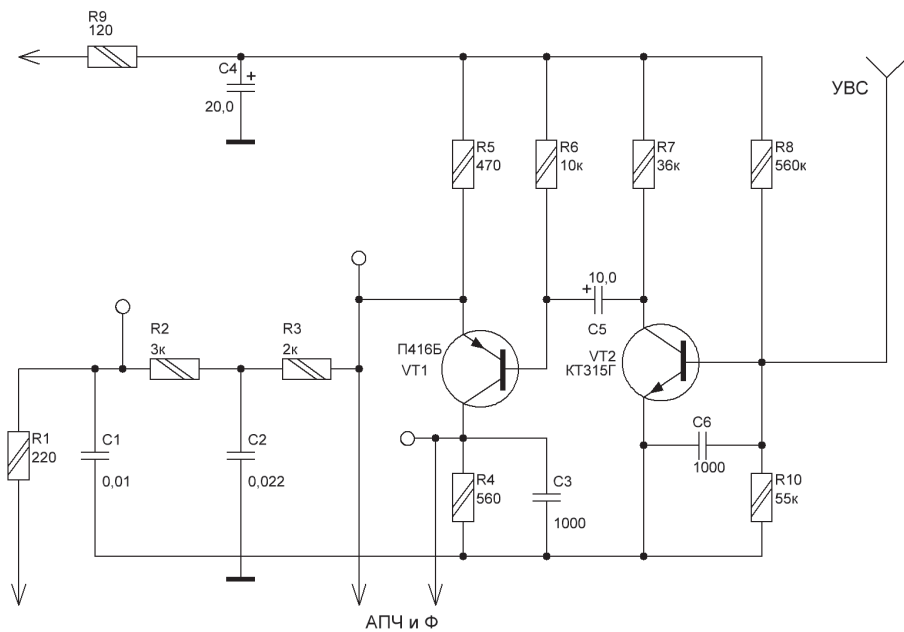 R9
120
C4
+
20,0
УВС
R5
470
R6
10к
R7
36к
R8
560к
10,0
+
C5
R2
3к
R3
2к
П416Б
VT1
VT2
КТ315Г
R1
220
C1
0,01
C2
0,022
R4
560
C3
1000
C6
1000
R10
55к
АПЧ и Ф